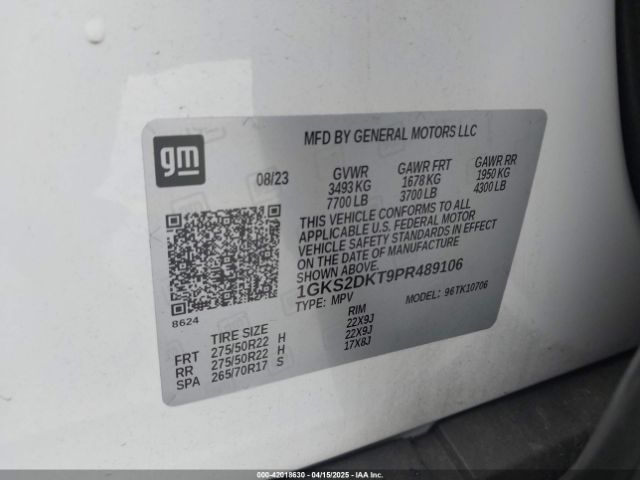 gm
MFD BY GENERAL MOTORS LLC
08/23
GVWR GAWR FRT GAWR RR
3493 KG 1678 KG 1950 KG
7700 LB 3700 LB 4300 LB
THIS VEHICLE CONFORMS TO ALL
APPLICABLE U.S. FEDERAL MOTOR
VEHICLE SAFETY STANDARDS IN EFFECT
ON THE DATE OF MANUFACTURE
SHOWN ABOVE.
1GKS2DKT9PR489106
TYPE: MPV MODEL: 96TK10706
8624
TIRE SIZE RIM
FRT 275/50R22 H 22X9J
RR 275/50R22 H 22X9J
SPA 265/70R17 S 17X8J
000-42018630 - 04/15/2025 - IAAI.COM